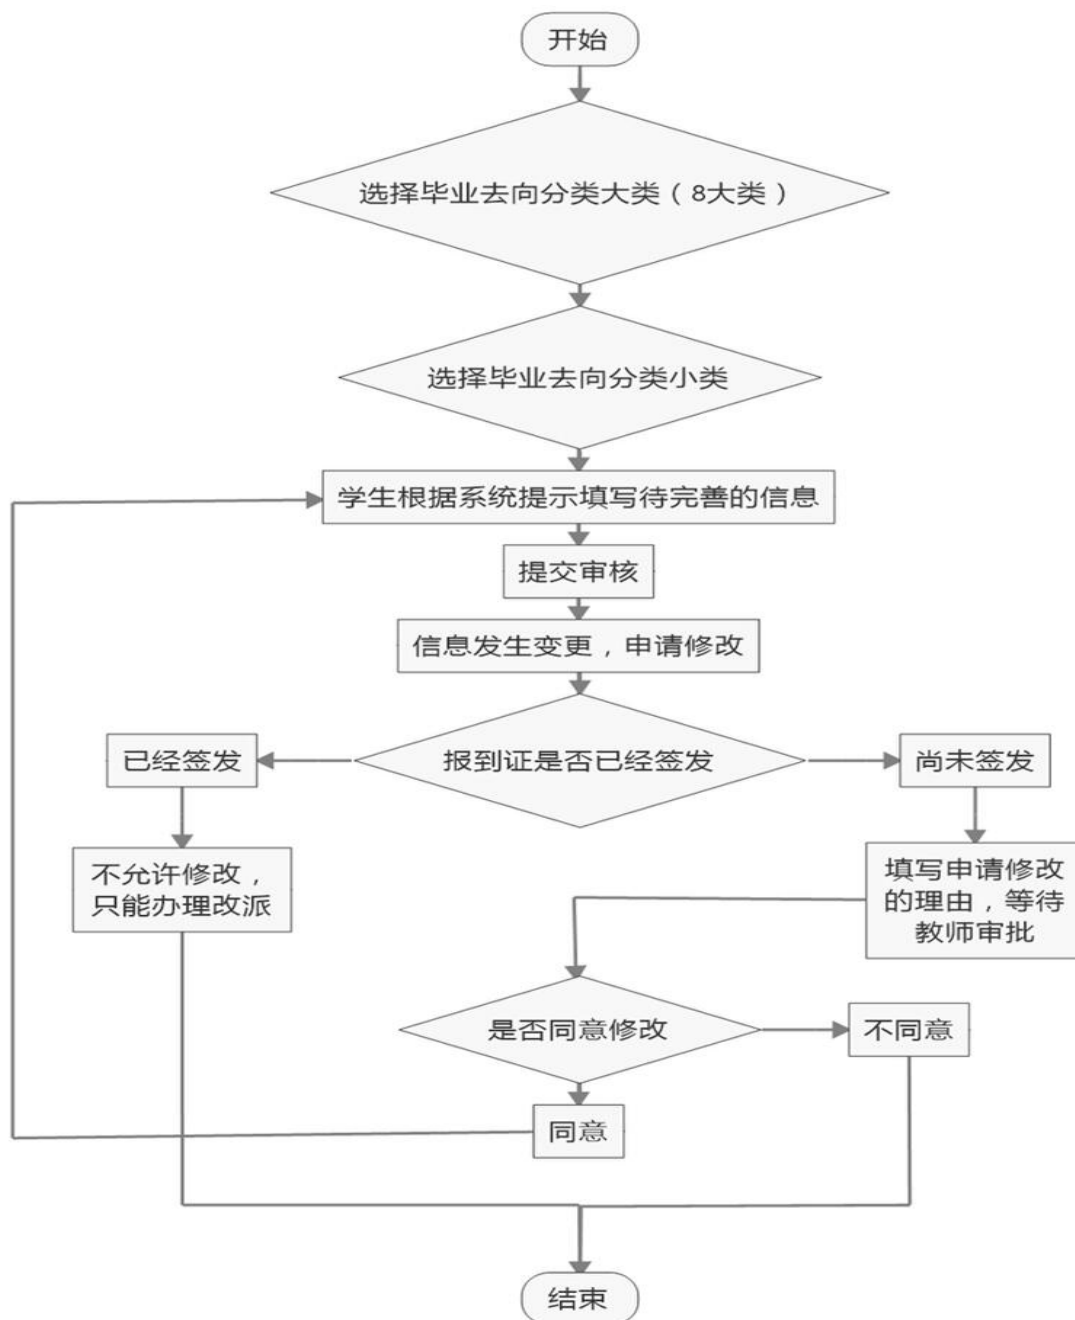 开始
选择毕业去向分类大类（8大类）
选择毕业去向分类小类
学生根据系统提示填写待完善的信息
提交审核
信息发生变更，申请修改
报到证是否已经签发
已经签发
尚未签发
不允许修改，
只能办理改派
填写申请修改
的理由，等待
教师审批
是否同意修改
不同意
同意
结束